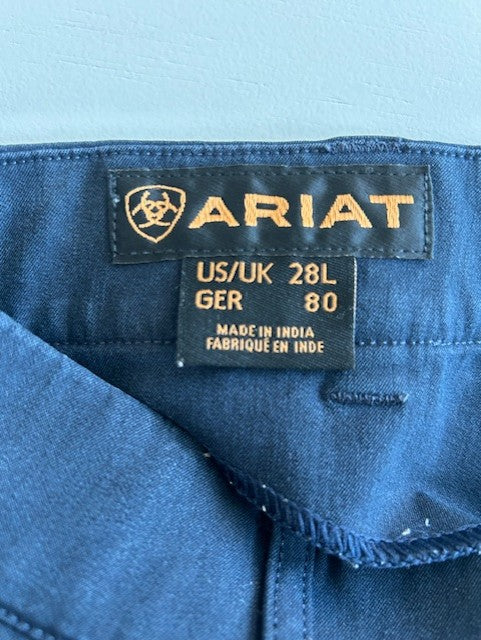 ARIAT
US/UK 28L
GER 80
MADE IN INDIA
FABRIQUÉ EN INDE